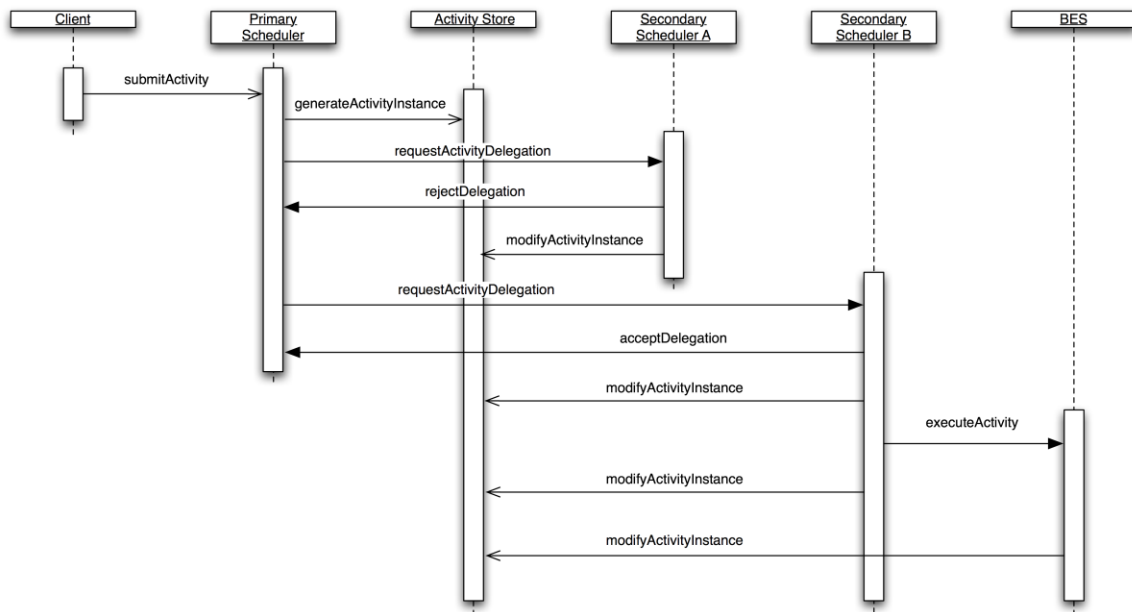 Client
Primary
Scheduler
Activity Store
Secondary
Scheduler A
Secondary
Scheduler B
BES
submitActivity
generateActivityInstance
requestActivityDelegation
rejectDelegation
modifyActivityInstance
requestActivityDelegation
acceptDelegation
modifyActivityInstance
executeActivity
modifyActivityInstance
modifyActivityInstance